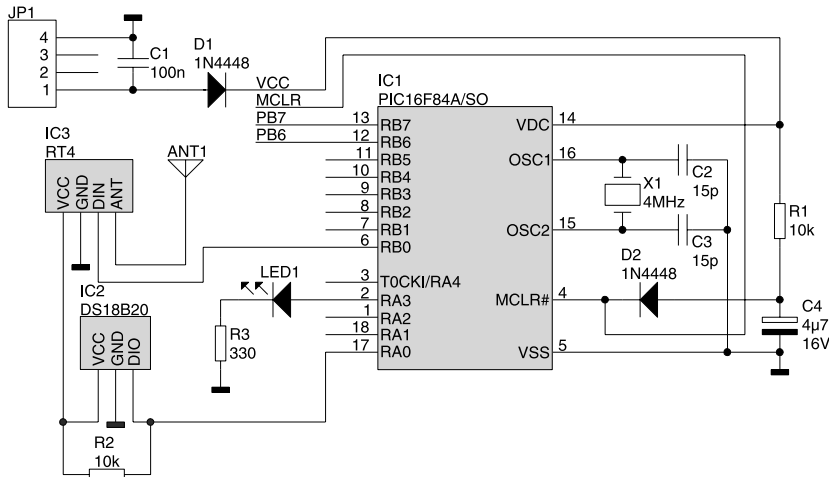 JP1
4
3
2
1
C1
100n
D1
1N4448
VCC
MCLR
PB7
PB6
IC1
PIC16F84A/SO
13 RB7
12 RB6
11 RB5
10 RB4
9 RB3
8 RB2
7 RB1
6 RB0
3 T0CKI/RA4
2 RA3
1 RA2
18 RA1
17 RA0
VDC 14
OSC1 16
OSC2 15
MCLR# 4
VSS 5
IC3
RT4
VCC
GND
DIN
ANT
ANT1
IC2
DS18B20
VCC
GND
DIO
LED1
R3
330
R2
10k
X1
4MHz
C2
15p
C3
15p
D2
1N4448
R1
10k
C4
4µ7
16V